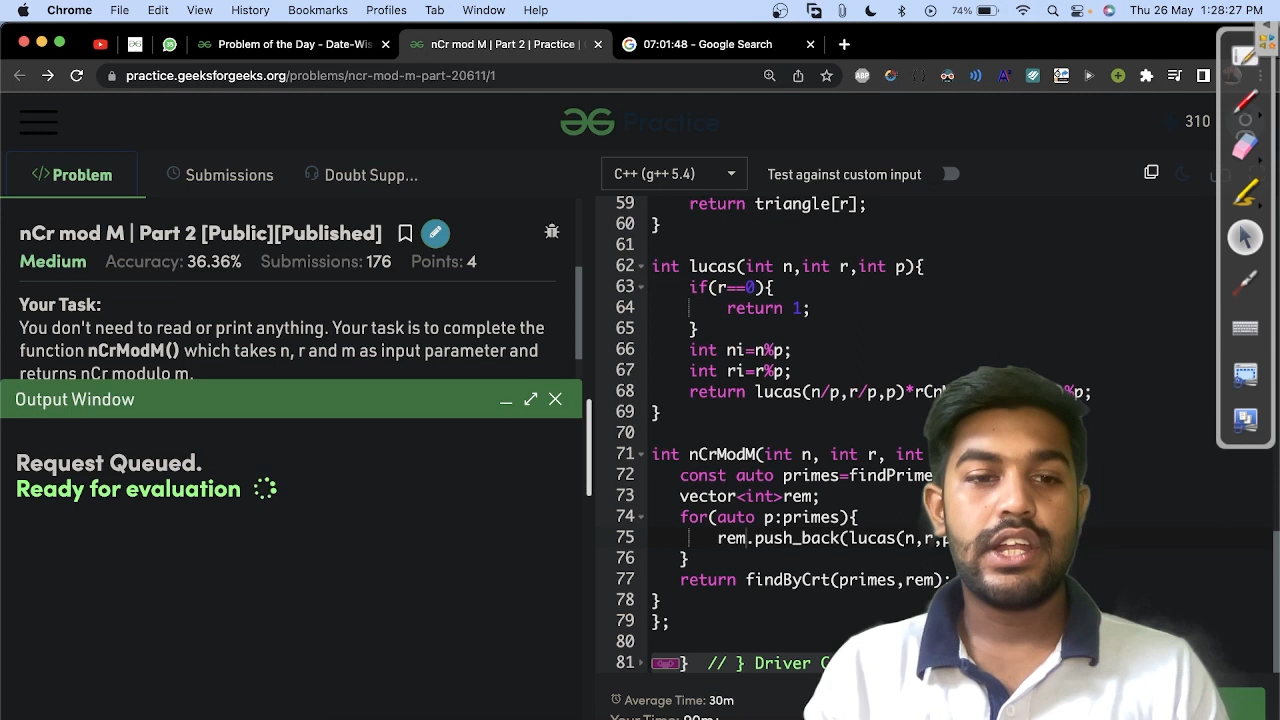 Chrome File Edit View History Bookmarks Profiles Tab Window Help 74% Thu 26 May 1:28:27 PM
Problem of the Day - Date-Wis nCr mod M | Part 2 | Practice | 07:01:48 - Google Search
practice.geeksforgeeks.org/problems/ncr-mod-m-part-20611/1
ABP
Practice
310
</>Problem Submissions Doubt Supp...
nCr mod M | Part 2 [Public][Published]
Medium Accuracy: 36.36% Submissions: 176 Points: 4
Your Task:
You don't need to read or print anything. Your task is to complete the
function nCrModM() which takes n, r and m as input parameter and
returns nCr modulo m.
Output Window
Request Queued.
Ready for evaluation
C++ (g++ 5.4) Test against custom input
59 return triangle[r];
60 }
61
62 int lucas(int n,int r,int p){
63 if(r==0){
64 return 1;
65 }
66 int ni=n%p;
67 int ri=r%p;
68 return lucas(n/p,r/p,p)*rCn %p;
69 }
70
71 int nCrModM(int n, int r, int
72 const auto primes=findPrime
73 vector<int>rem;
74 for(auto p:primes){
75 rem.push_back(lucas(n,r,p
76 }
77 return findByCrt(primes,rem);
78 }
79 };
80
81 } // } Driver C
Average Time: 30m